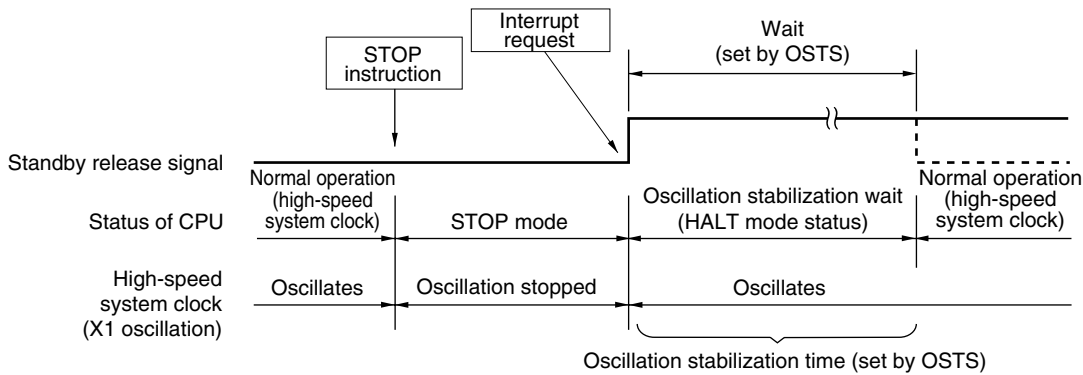 Interrupt
request
STOP
instruction
Wait
(set by OSTS)
Standby release signal
Status of CPU
Normal operation
(high-speed
system clock)
STOP mode
Oscillation stabilization wait
(HALT mode status)
Normal operation
(high-speed
system clock)
High-speed
system clock
(X1 oscillation)
Oscillates
Oscillation stopped
Oscillates
Oscillation stabilization time (set by OSTS)